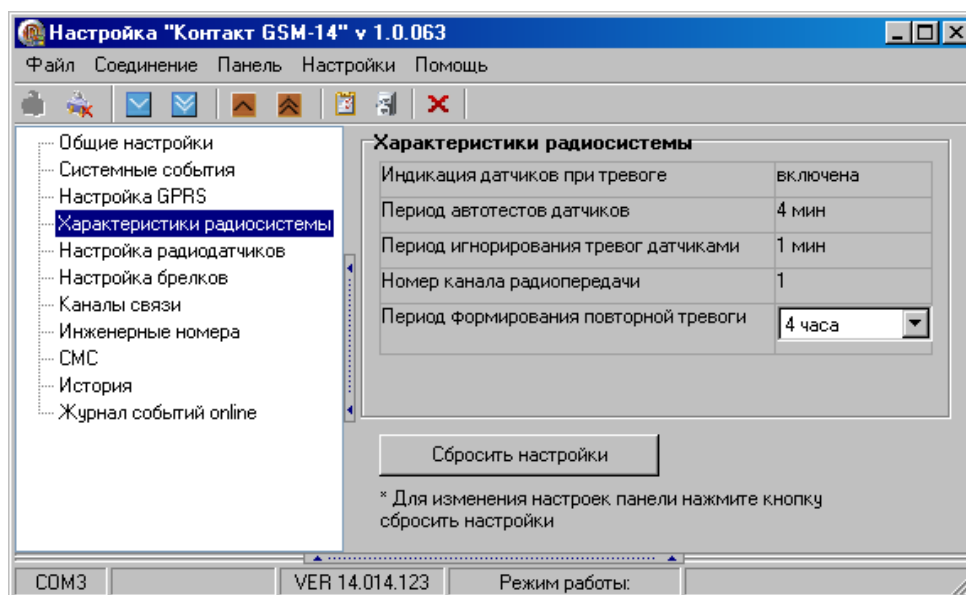 Настройка "Контакт GSM-14" v 1.0.063
Файл Соединение Панель Настройки Помощь
Общие настройки
Системные события
Настройка GPRS
Характеристики радиосистемы
Настройка радиодатчиков
Настройка брелков
Каналы связи
Инженерные номера
СМС
История
Журнал событий online
Характеристики радиосистемы
Индикация датчиков при тревоге включена
Период автотестов датчиков 4 мин
Период игнорирования тревог датчиками 1 мин
Номер канала радиопередачи 1
Период формирования повторной тревоги 4 часа
Сбросить настройки
* Для изменения настроек панели нажмите кнопку
сбросить настройки
COM3 VER 14.014.123 Режим работы: